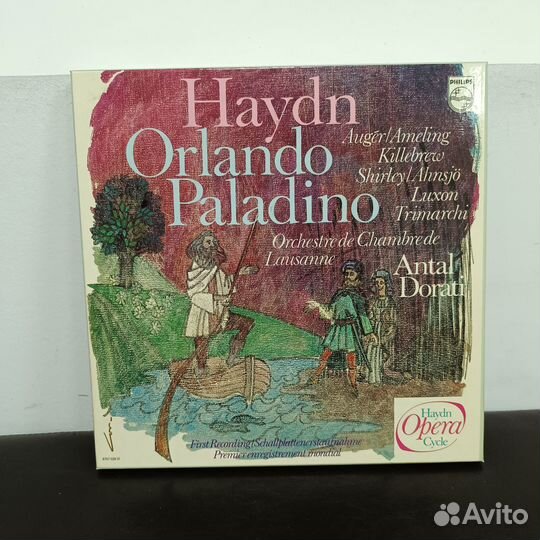 Haydn
Orlando
Paladino
PHILIPS
Augér/Ameling
Killebrew
Shirley/Ahnsjö
Luxon
Trimarchi
Orchestre de Chambre de
Lausanne
Antal
Dorati
First Recording/Schallplattenerstaufnahme
Premier enregistrement mondial
Haydn
Opera
Cycle
Avito